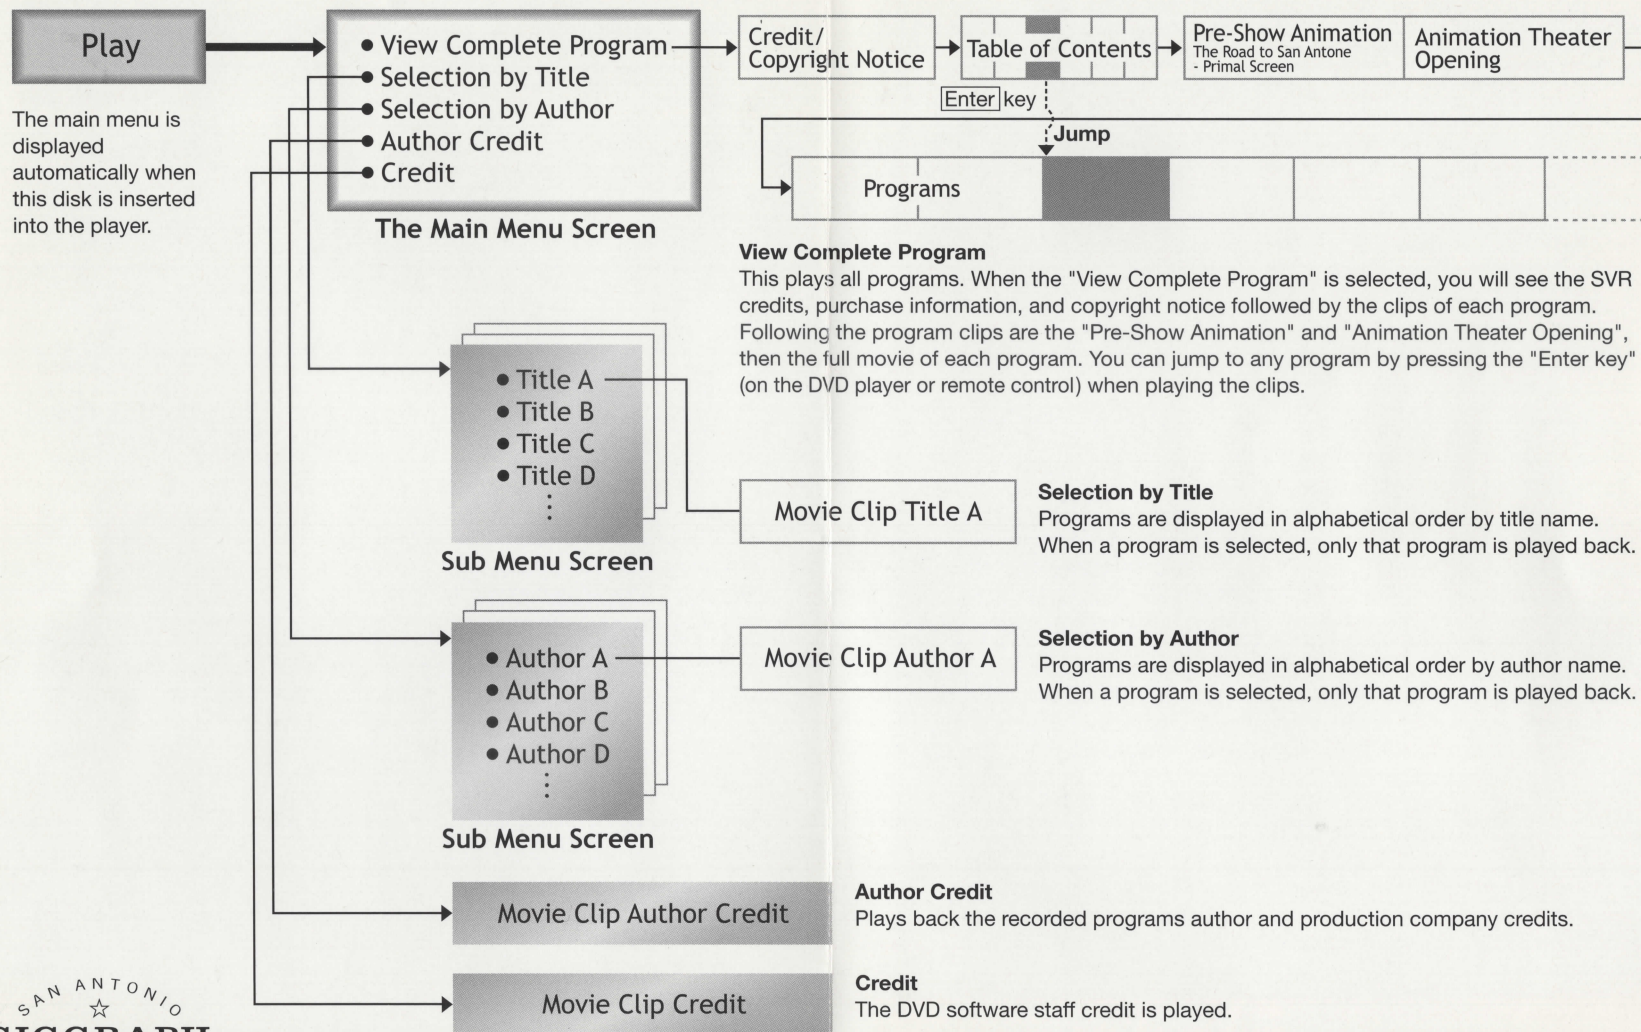 Play
The main menu is
displayed
automatically when
this disk is inserted
into the player.
• View Complete Program
• Selection by Title
• Selection by Author
• Author Credit
• Credit
The Main Menu Screen
Credit/
Copyright Notice
Table of Contents
Pre-Show Animation
The Road to San Antone
- Primal Screen
Animation Theater
Opening
Enter key
Jump
Programs
View Complete Program
This plays all programs. When the "View Complete Program" is selected, you will see the SVR
credits, purchase information, and copyright notice followed by the clips of each program.
Following the program clips are the "Pre-Show Animation" and "Animation Theater Opening",
then the full movie of each program. You can jump to any program by pressing the "Enter key"
(on the DVD player or remote control) when playing the clips.
• Title A
• Title B
• Title C
• Title D
⋮
Sub Menu Screen
Movie Clip Title A
Selection by Title
Programs are displayed in alphabetical order by title name.
When a program is selected, only that program is played back.
• Author A
• Author B
• Author C
• Author D
⋮
Sub Menu Screen
Movie Clip Author A
Selection by Author
Programs are displayed in alphabetical order by author name.
When a program is selected, only that program is played back.
Movie Clip Author Credit
Author Credit
Plays back the recorded programs author and production company credits.
Movie Clip Credit
Credit
The DVD software staff credit is played.
SAN ANTONIO
SIGGRAPH